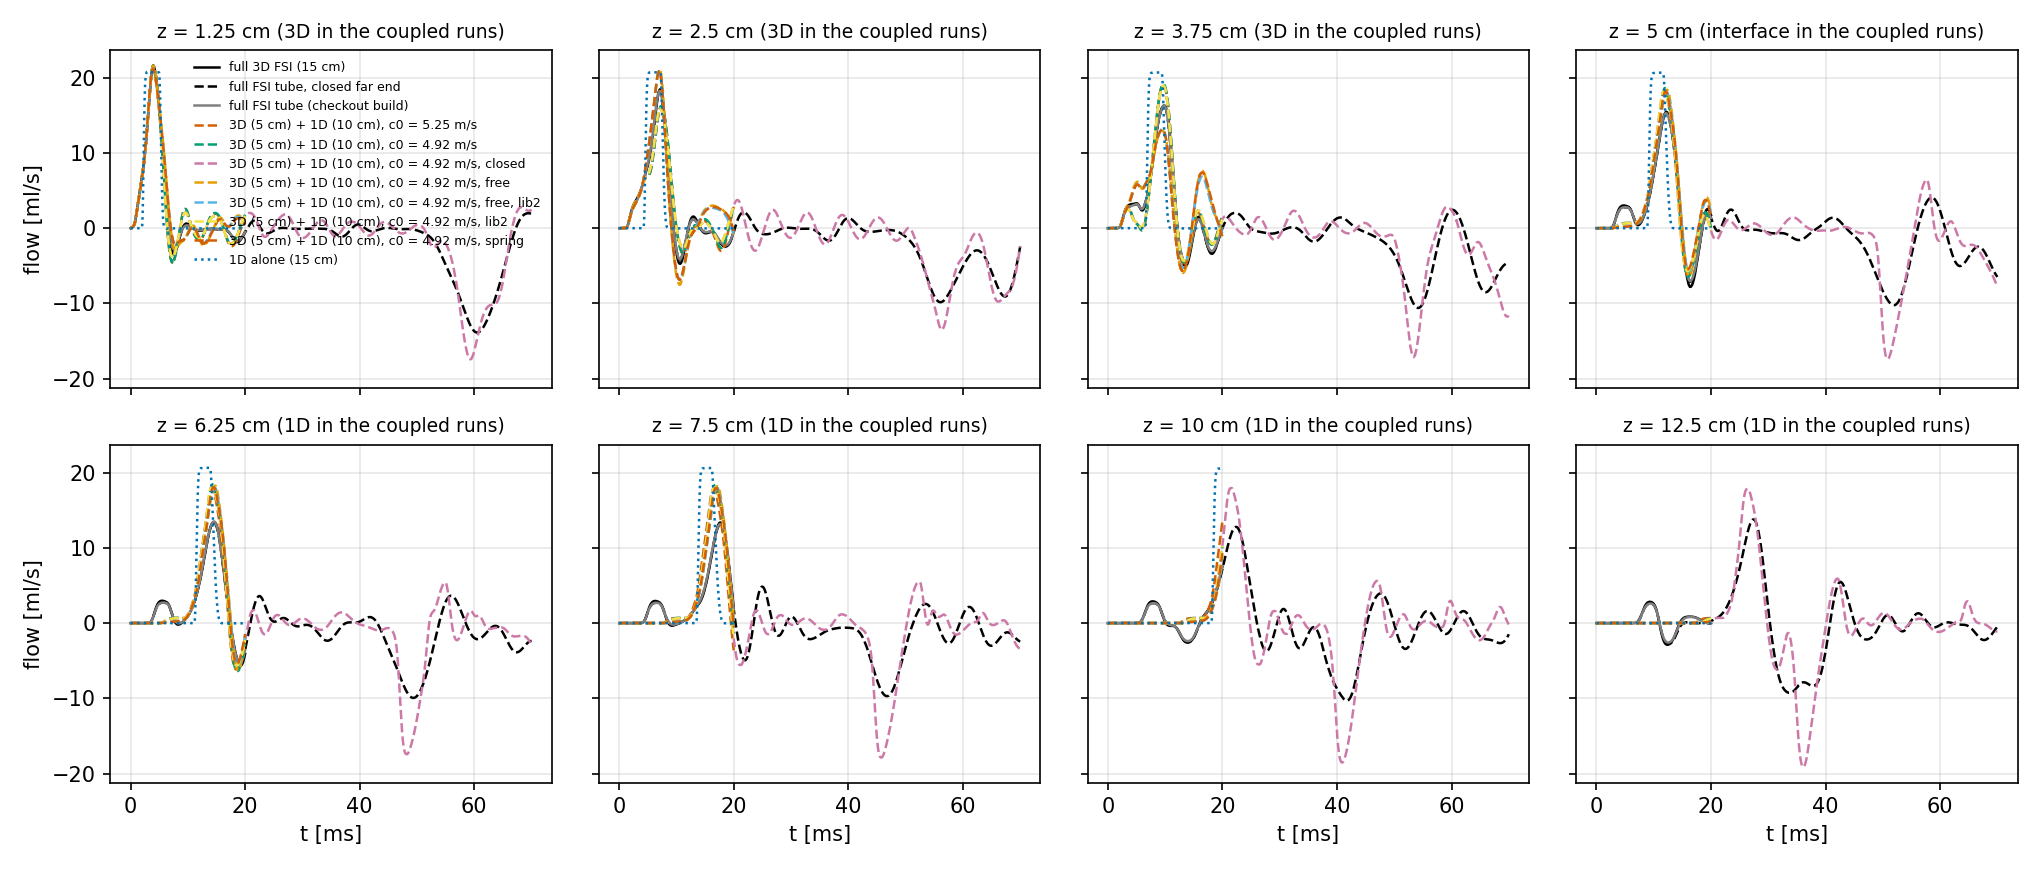 z = 1.25 cm (3D in the coupled runs)
z = 2.5 cm (3D in the coupled runs)
z = 3.75 cm (3D in the coupled runs)
z = 5 cm (interface in the coupled runs)
full 3D FSI (15 cm)
full FSI tube, closed far end
full FSI tube (checkout build)
3D (5 cm) + 1D (10 cm), c0 = 5.25 m/s
3D (5 cm) + 1D (10 cm), c0 = 4.92 m/s
3D (5 cm) + 1D (10 cm), c0 = 4.92 m/s, closed
3D (5 cm) + 1D (10 cm), c0 = 4.92 m/s, free
3D (5 cm) + 1D (10 cm), c0 = 4.92 m/s, free, lib2
3D (5 cm) + 1D (10 cm), c0 = 4.92 m/s, lib2
3D (5 cm) + 1D (10 cm), c0 = 4.92 m/s, spring
1D alone (15 cm)
20
10
0
−10
−20
flow [ml/s]
z = 6.25 cm (1D in the coupled runs)
z = 7.5 cm (1D in the coupled runs)
z = 10 cm (1D in the coupled runs)
z = 12.5 cm (1D in the coupled runs)
20
10
0
−10
−20
flow [ml/s]
0 20 40 60
0 20 40 60
0 20 40 60
0 20 40 60
t [ms]
t [ms]
t [ms]
t [ms]